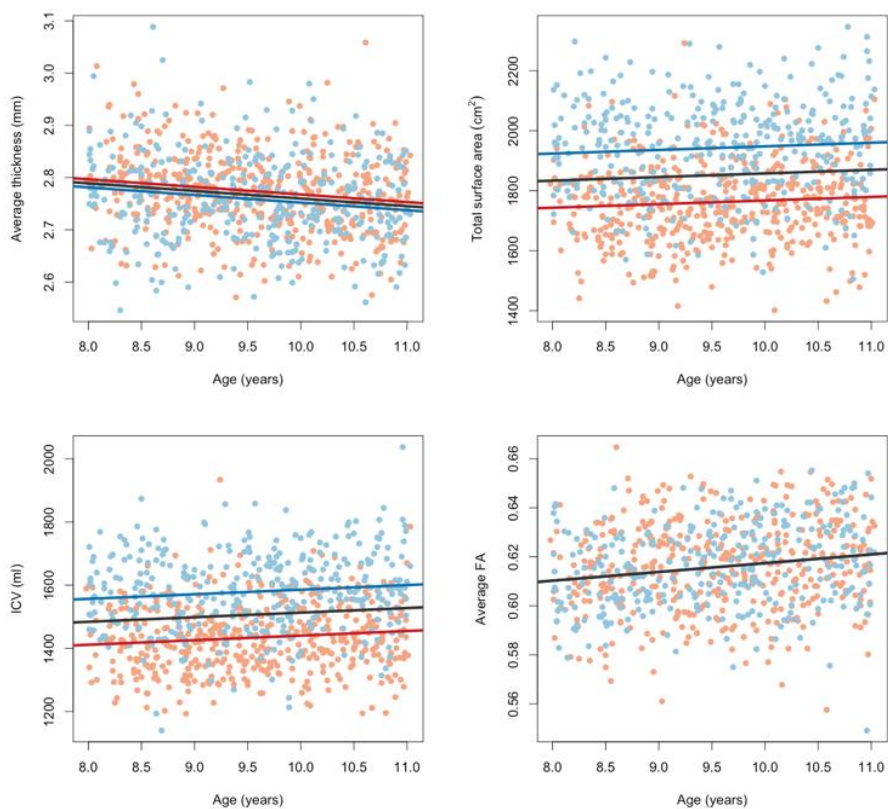 Average thickness (mm)
2.6 2.7 2.8 2.9 3.0 3.1
8.0 8.5 9.0 9.5 10.0 10.5 11.0
Age (years)
Total surface area (cm²)
1400 1600 1800 2000 2200
8.0 8.5 9.0 9.5 10.0 10.5 11.0
Age (years)
ICV (ml)
1200 1400 1600 1800 2000
8.0 8.5 9.0 9.5 10.0 10.5 11.0
Age (years)
Average FA
0.56 0.58 0.60 0.62 0.64 0.66
8.0 8.5 9.0 9.5 10.0 10.5 11.0
Age (years)